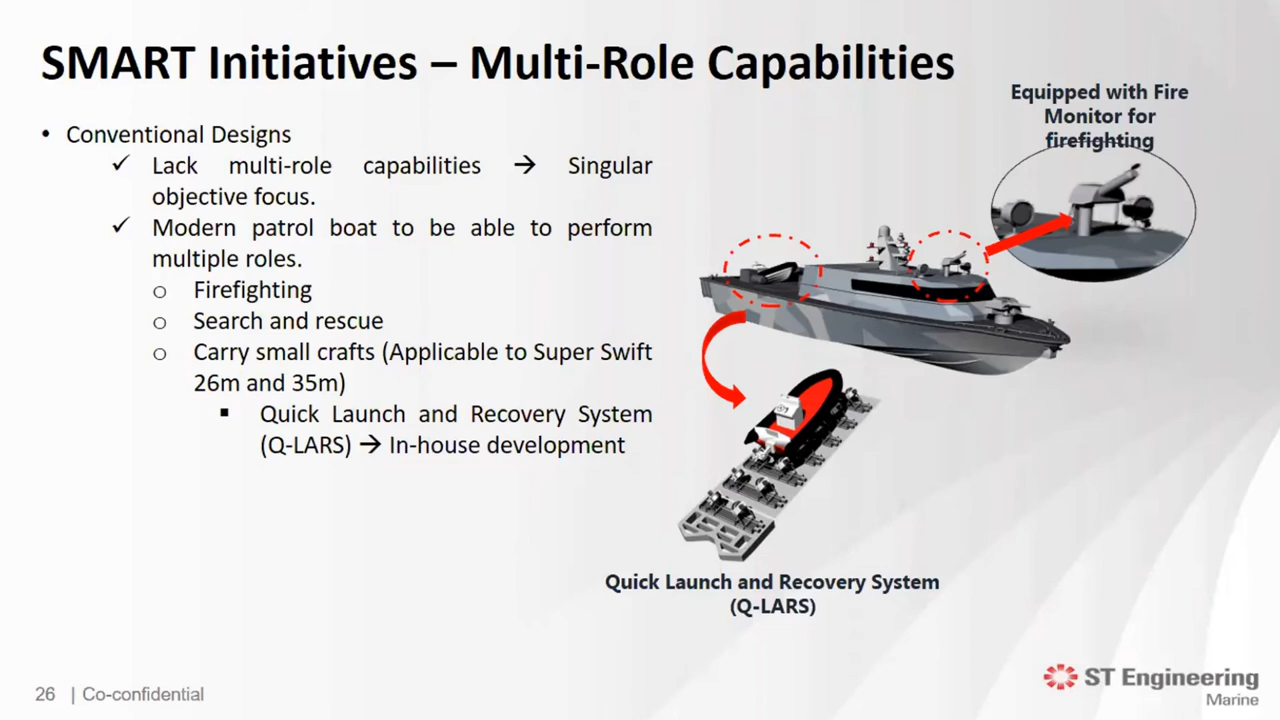 SMART Initiatives – Multi-Role Capabilities
• Conventional Designs
✓ Lack multi-role capabilities → Singular
objective focus.
✓ Modern patrol boat to be able to perform
multiple roles.
o Firefighting
o Search and rescue
o Carry small crafts (Applicable to Super Swift
26m and 35m)
▪ Quick Launch and Recovery System
(Q-LARS) → In-house development
Equipped with Fire
Monitor for
firefighting
Quick Launch and Recovery System
(Q-LARS)
26 | Co-confidential
ST Engineering
Marine